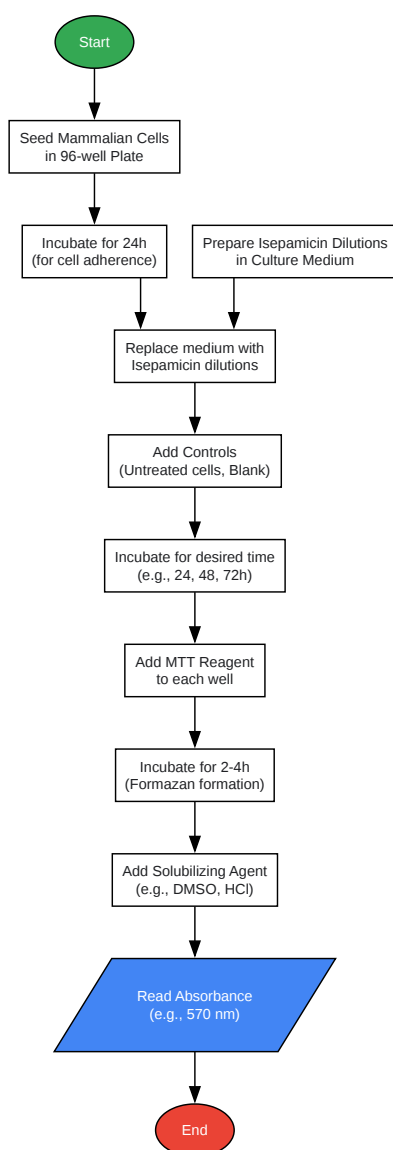 Start
Seed Mammalian Cells
in 96-well Plate
Incubate for 24h
(for cell adherence)
Prepare Isepamicin Dilutions
in Culture Medium
Replace medium with
Isepamicin dilutions
Add Controls
(Untreated cells, Blank)
Incubate for desired time
(e.g., 24, 48, 72h)
Add MTT Reagent
to each well
Incubate for 2-4h
(Formazan formation)
Add Solubilizing Agent
(e.g., DMSO, HCl)
Read Absorbance
(e.g., 570 nm)
End